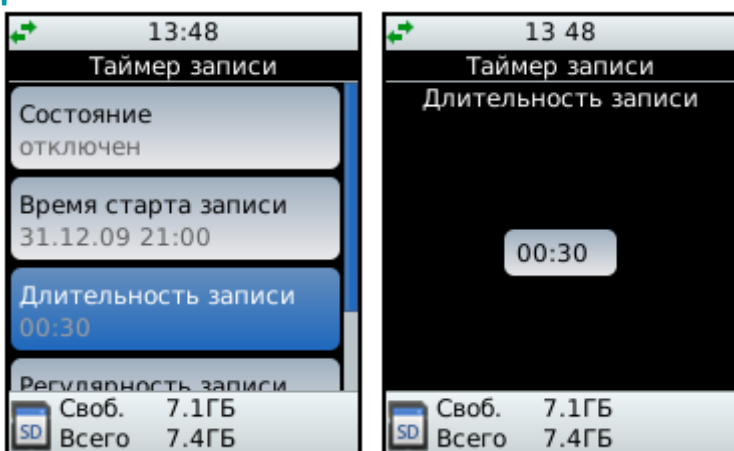 13:48
Таймер записи
Состояние
отключен
Время старта записи
31.12.09 21:00
Длительность записи
00:30
Регулярность записи
SD
Своб. 7.1ГБ
Всего 7.4ГБ
13 48
Таймер записи
Длительность записи
00:30
SD
Своб. 7.1ГБ
Всего 7.4ГБ